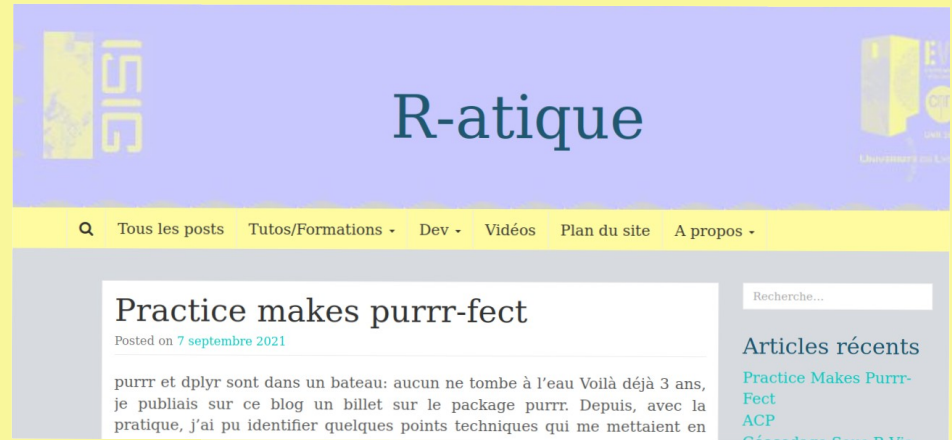 ISIG
R-atique
Tous les posts Tutos/Formations Dev Vidéos Plan du site A propos
Practice makes purrr-fect
Posted on 7 septembre 2021
purrr et dplyr sont dans un bateau: aucun ne tombe à l'eau Voilà déjà 3 ans,
je publiais sur ce blog un billet sur le package purrr. Depuis, avec la
pratique, j'ai pu identifier quelques points techniques qui me mettaient en
Recherche...
Articles récents
Practice Makes Purrr-
Fect
ACP